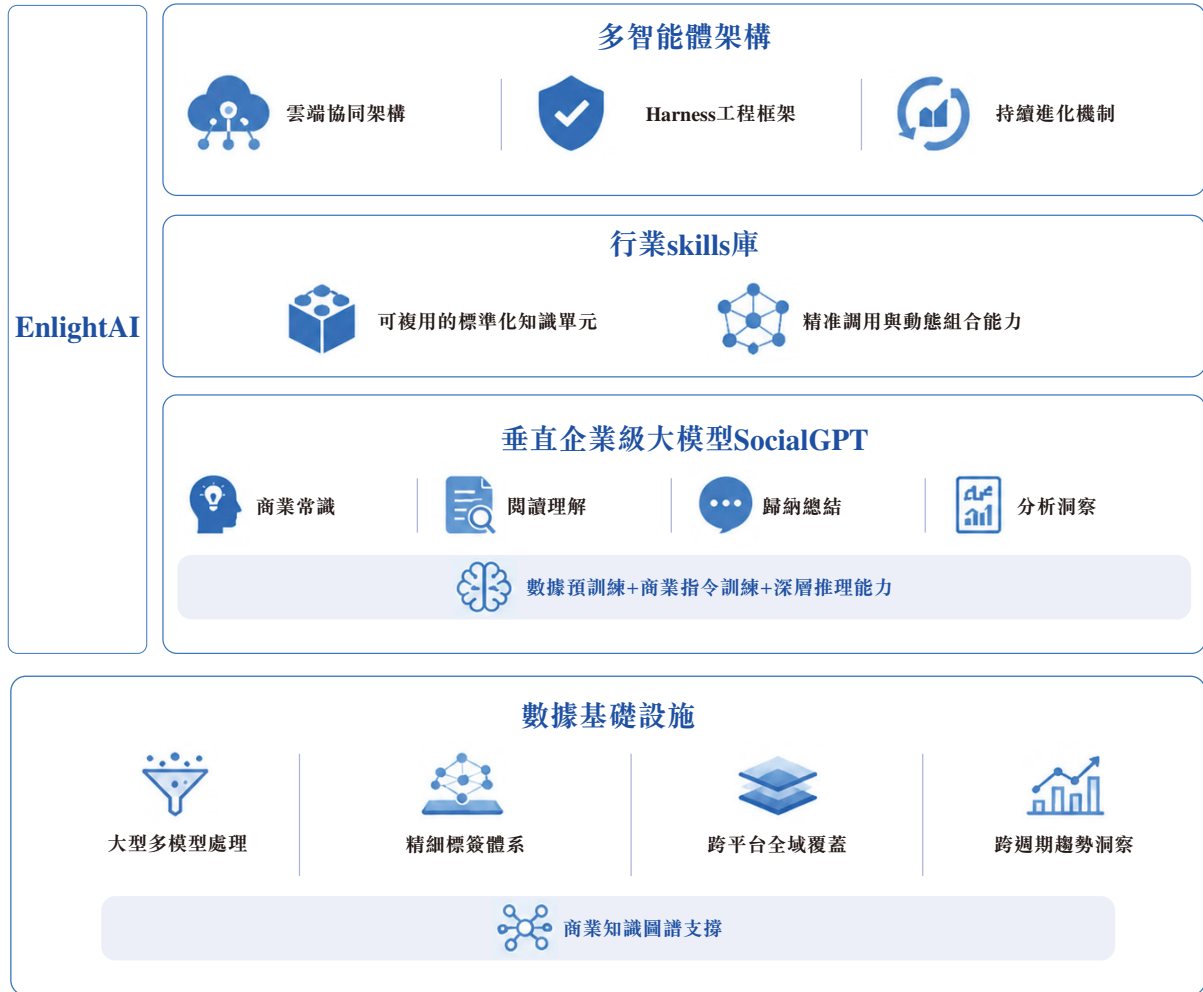 EnlightAI
多智能體架構
雲端協同架構
Harness工程框架
持續進化機制
行業skills庫
可複用的標準化知識單元
精准調用與動態組合能力
垂直企業級大模型SocialGPT
商業常識
閱讀理解
歸納總結
分析洞察
數據預訓練+商業指令訓練+深層推理能力
數據基礎設施
大型多模型處理
精細標簽體系
跨平台全域覆蓋
跨週期趨勢洞察
商業知識圖譜支撐